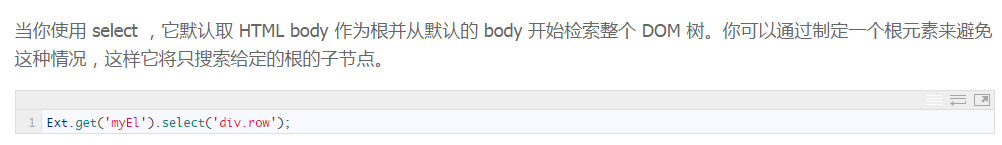 当你使用 select ，它默认取 HTML body 作为根并从默认的 body 开始检索整个 DOM 树。你可以通过制定一个根元素来避免
这种情况，这样它将只搜索给定的根的子节点。
1 Ext.get('myEl').select('div.row');